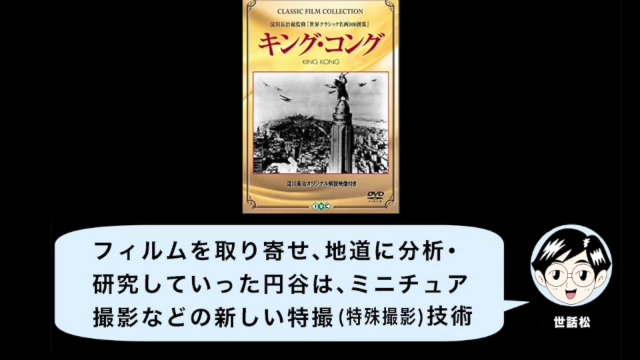 CLASSIC FILM COLLECTION
淀川長治総監修『世界クラシック名画100撰集』
キング・コング
KING KONG
淀川長治オリジナル解説映像付き
DVD
IVC
フィルムを取り寄せ、地道に分析・
研究していった円谷は、ミニチュア
撮影などの新しい特撮(特殊撮影)技術
世話松